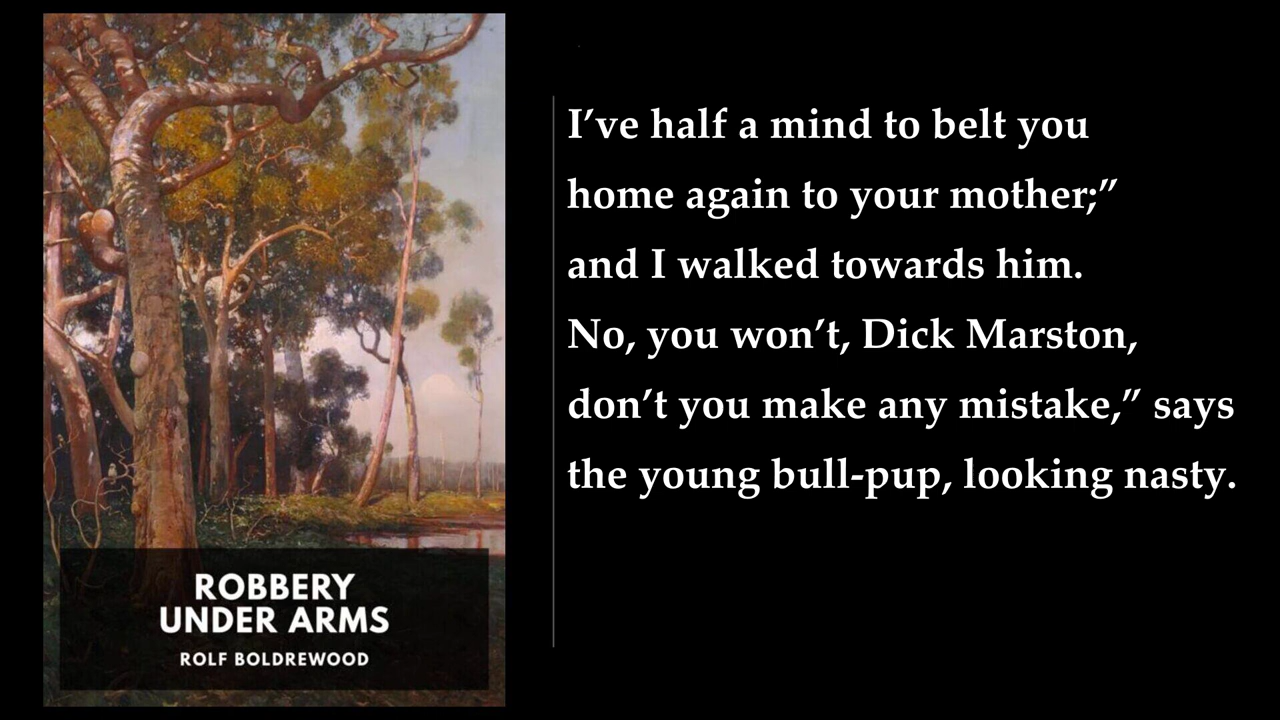 I’ve half a mind to belt you
home again to your mother;”
and I walked towards him.
No, you won’t, Dick Marston,
don’t you make any mistake,” says
the young bull-pup, looking nasty.
ROBBERY
UNDER ARMS
ROLF BOLDREWOOD